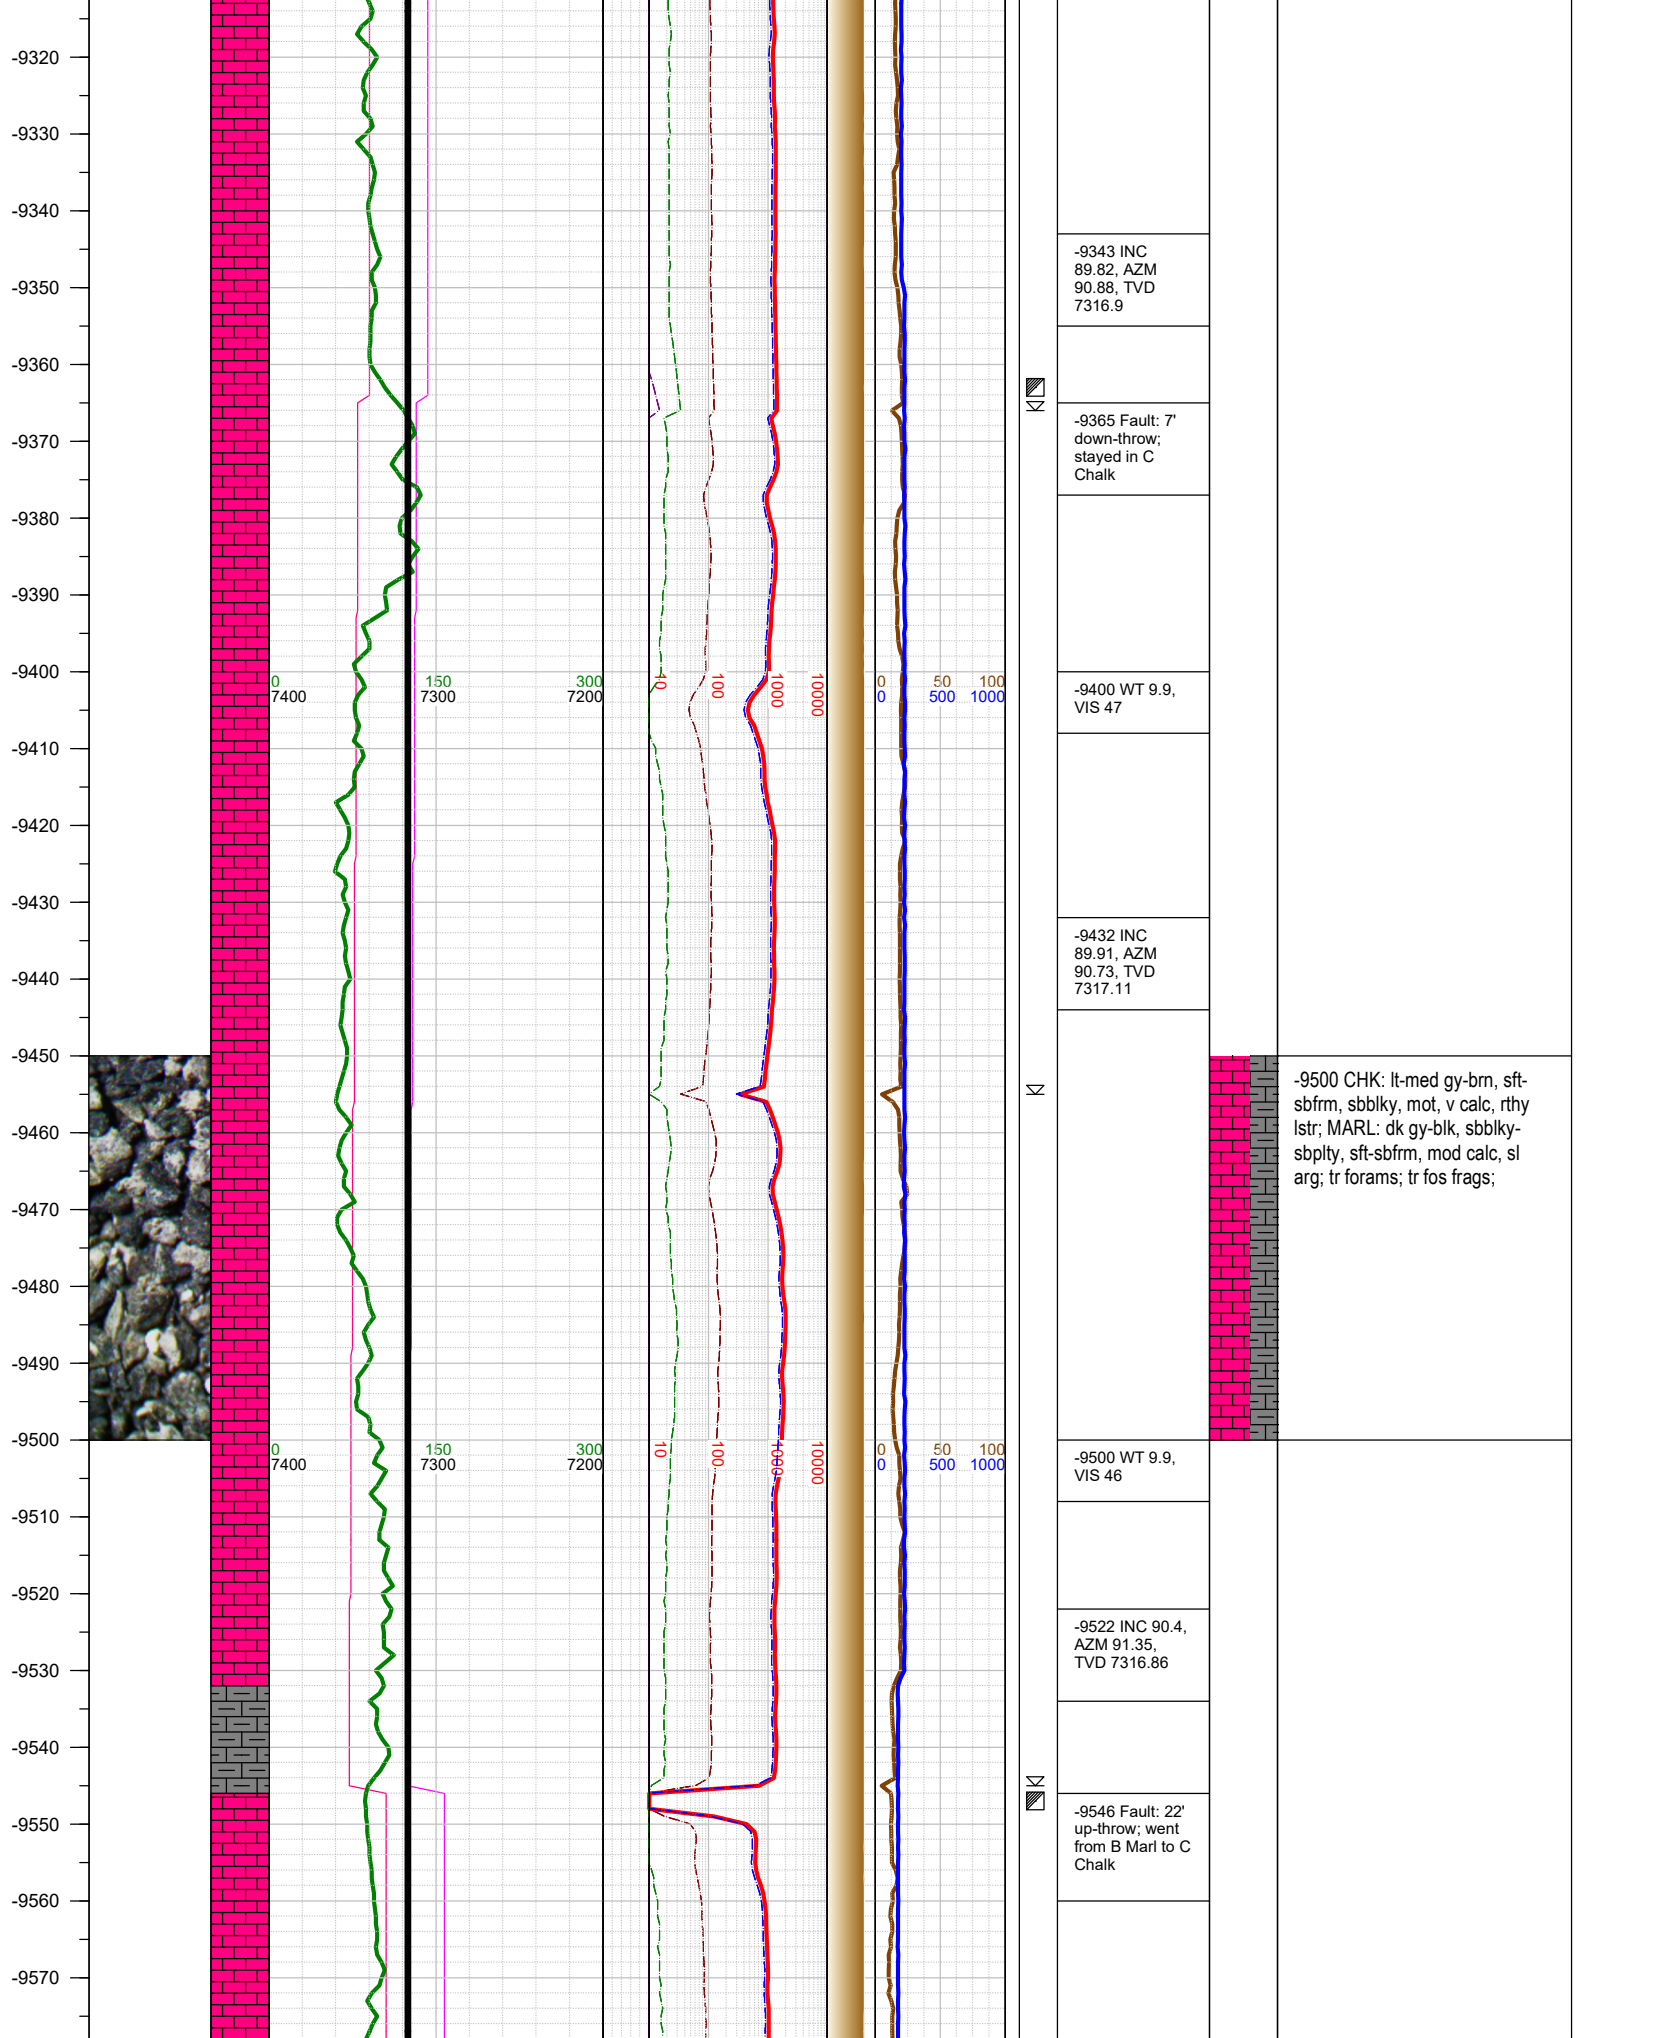 -9320
-9330
-9340
-9343 INC
89.82, AZM
90.88, TVD
7316.9
-9350
-9360
-9365 Fault: 7'
down-throw;
stayed in C
Chalk
-9370
-9380
-9390
-9400
0 150 300
7400 7300 7200
10 100 1000 10000
0 50 100
0 500 1000
-9400 WT 9.9,
VIS 47
-9410
-9420
-9430
-9432 INC
89.91, AZM
90.73, TVD
7317.11
-9440
-9450
-9500 CHK: lt-med gy-brn, sft-
sbfrm, sbblky, mot, v calc, rthy
lstr; MARL: dk gy-blk, sbblky-
sbplty, sft-sbfrm, mod calc, sl
arg; tr forams; tr fos frags;
-9460
-9470
-9480
-9490
-9500
0 150 300
7400 7300 7200
10 100 1000 10000
0 50 100
0 500 1000
-9500 WT 9.9,
VIS 46
-9510
-9520
-9522 INC 90.4,
AZM 91.35,
TVD 7316.86
-9530
-9540
-9546 Fault: 22'
up-throw; went
from B Marl to C
Chalk
-9550
-9560
-9570